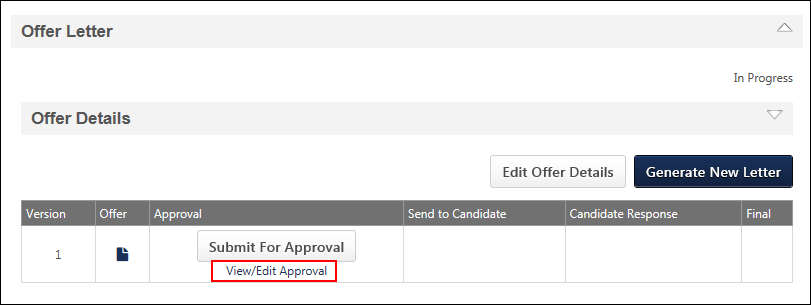 Offer Letter
In Progress
Offer Details
Edit Offer Details Generate New Letter
Version Offer Approval Send to Candidate Candidate Response Final
1 Submit For Approval
View/Edit Approval